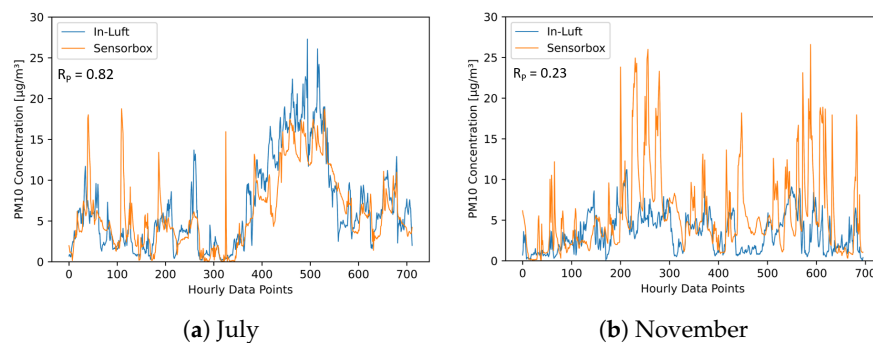 30
25
20
15
10
5
0
PM10 Concentration [µg/m³]
In-Luft
Sensorbox
Rₚ = 0.82
0 100 200 300 400 500 600 700
Hourly Data Points
(a) July
30
25
20
15
10
5
0
PM10 Concentration [µg/m³]
In-Luft
Sensorbox
Rₚ = 0.23
0 100 200 300 400 500 600 700
Hourly Data Points
(b) November